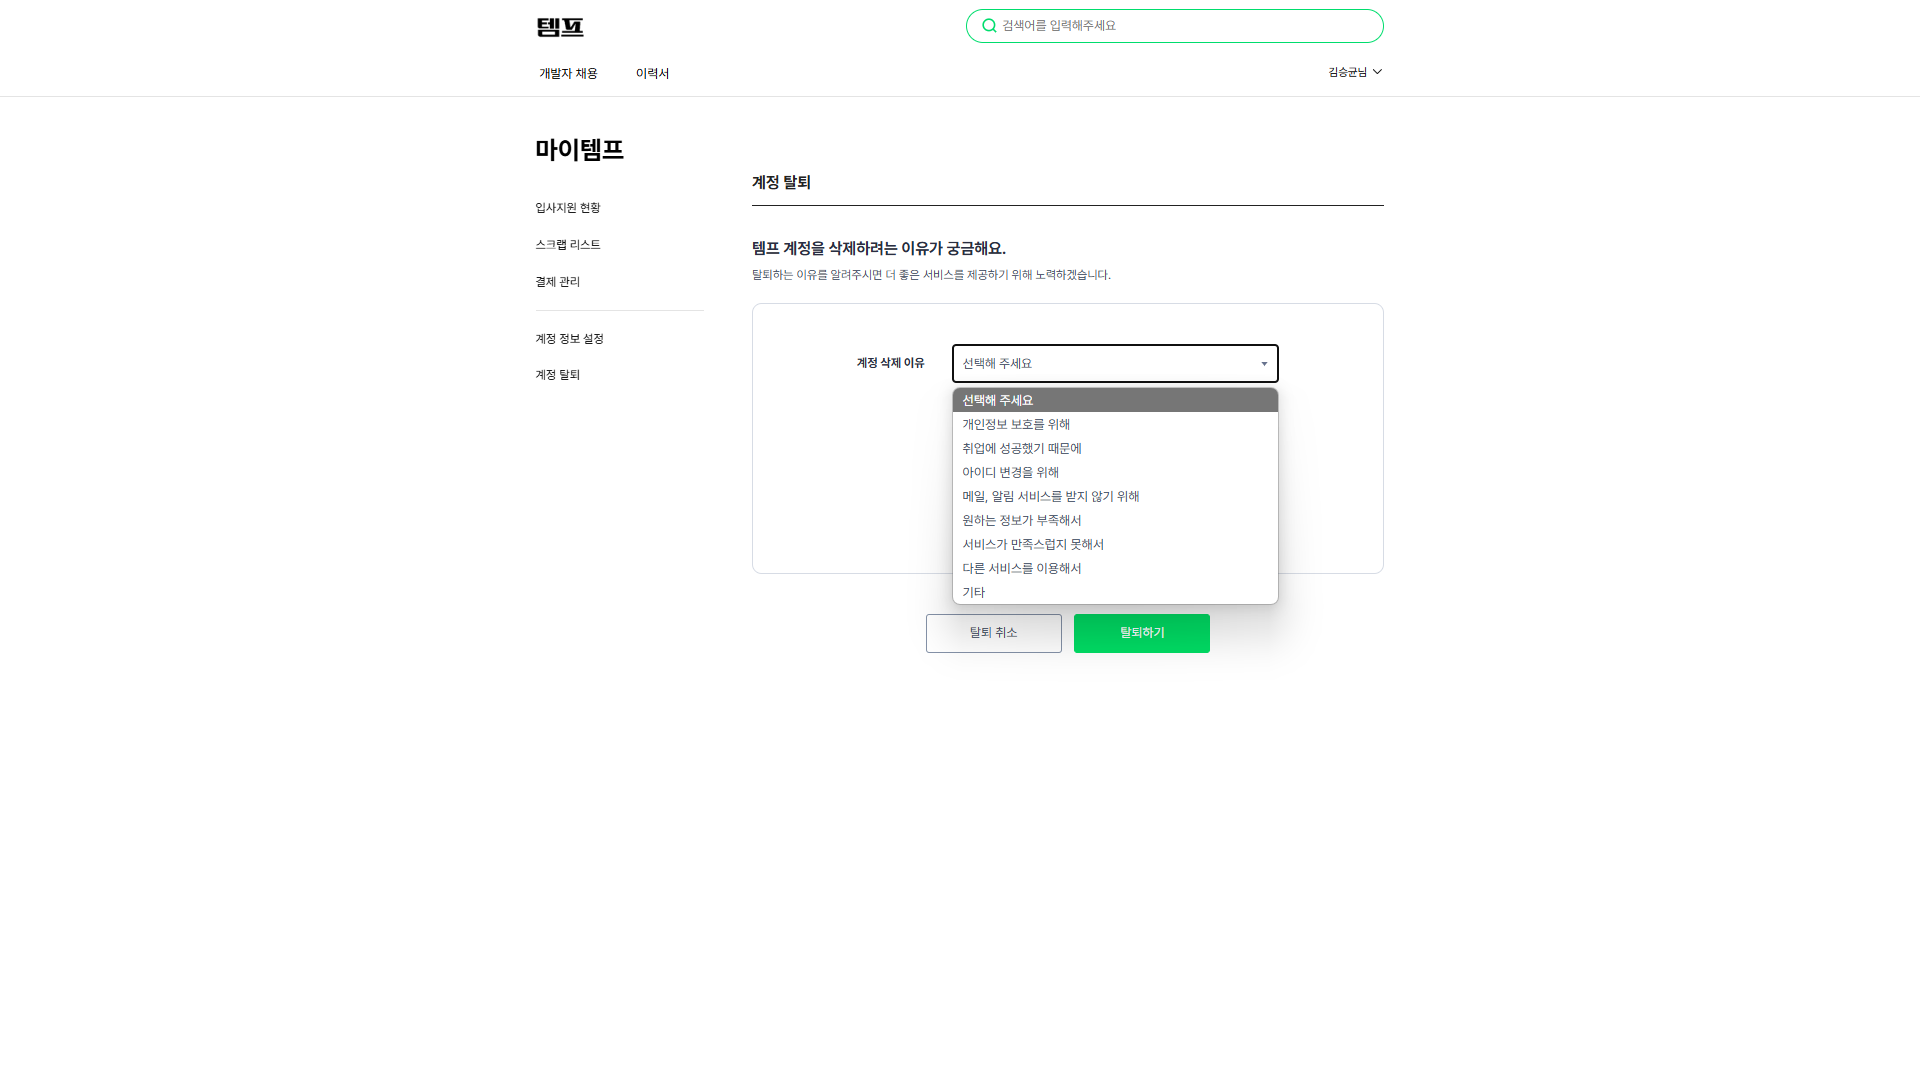 템프
검색어를 입력해주세요
개발자 채용
이력서
김승균님
마이템프
입사지원 현황
스크랩 리스트
결제 관리
계정 정보 설정
계정 탈퇴
계정 탈퇴
템프 계정을 삭제하려는 이유가 궁금해요.
탈퇴하는 이유를 알려주시면 더 좋은 서비스를 제공하기 위해 노력하겠습니다.
계정 삭제 이유
선택해 주세요
선택해 주세요
개인정보 보호를 위해
취업에 성공했기 때문에
아이디 변경을 위해
메일, 알림 서비스를 받지 않기 위해
원하는 정보가 부족해서
서비스가 만족스럽지 못해서
다른 서비스를 이용해서
기타
탈퇴 취소
탈퇴하기